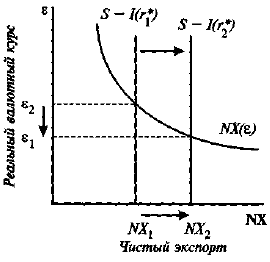 ε
S – I(r₁*)
S – I(r₂*)
Реальный валютный курс
ε₂
ε₁
NX(ε)
NX₁
NX₂
NX
Чистый экспорт